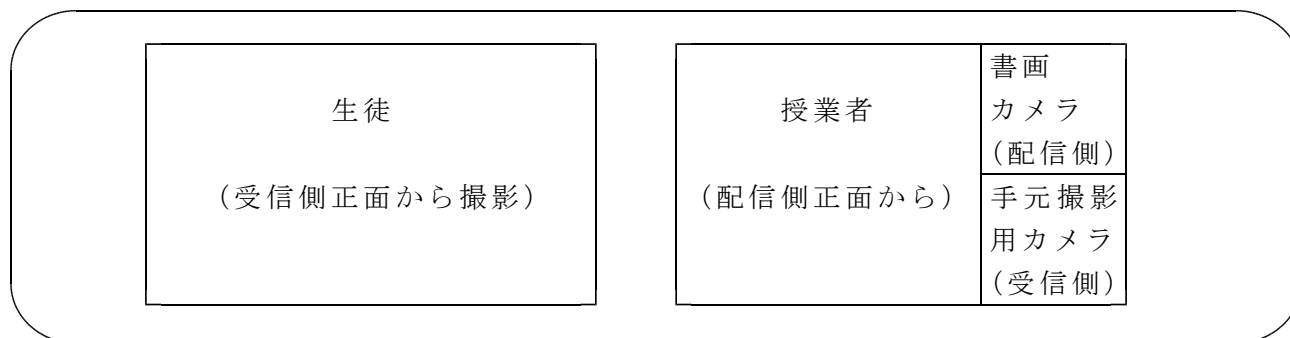 生徒
(受信側正面から撮影)
授業者
(配信側正面から)
書画
カメラ
(配信側)
手元撮影
用カメラ
(受信側)